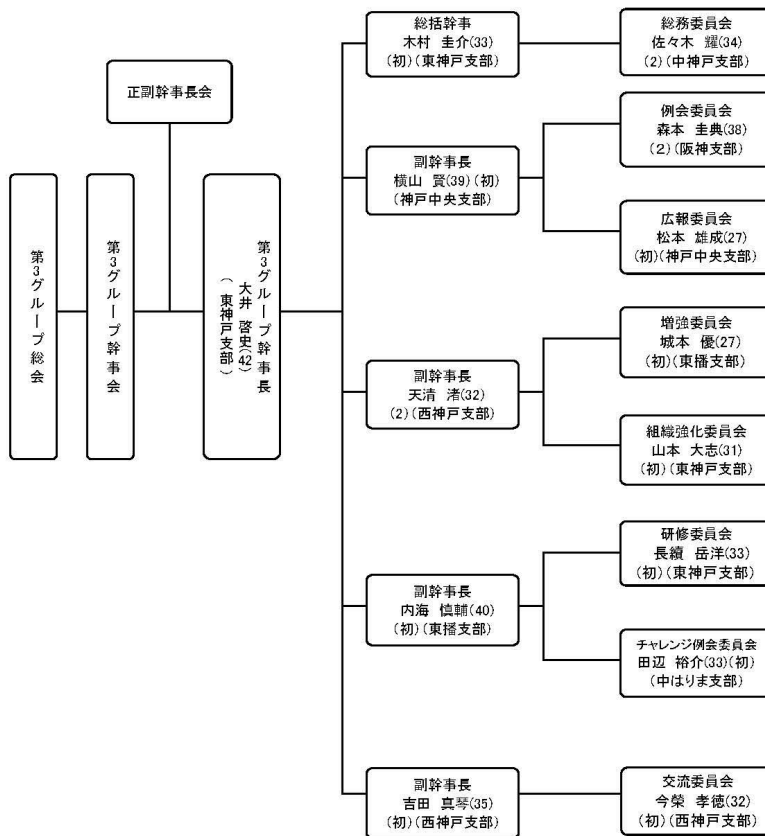 正副幹事長会
第3グループ総会
第3グループ幹事会
第3グループ幹事長
大井 啓史(42)
(東神戸支部)
総括幹事
木村 圭介(33)
(初)(東神戸支部)
副幹事長
横山 賢(39)(初)
(神戸中央支部)
副幹事長
天清 渚(32)
(2)(西神戸支部)
副幹事長
内海 慎輔(40)
(初)(東播支部)
副幹事長
吉田 真琴(35)
(初)(西神戸支部)
総務委員会
佐々木 耀(34)
(2)(中神戸支部)
例会委員会
森本 圭典(38)
(2)(阪神支部)
広報委員会
松本 雄成(27)
(初)(神戸中央支部)
増強委員会
城本 優(27)
(初)(東播支部)
組織強化委員会
山本 大志(31)
(初)(東神戸支部)
研修委員会
長續 岳洋(33)
(初)(東神戸支部)
チャレンジ例会委員会
田辺 裕介(33)(初)
(中はりま支部)
交流委員会
今榮 孝徳(32)
(初)(西神戸支部)